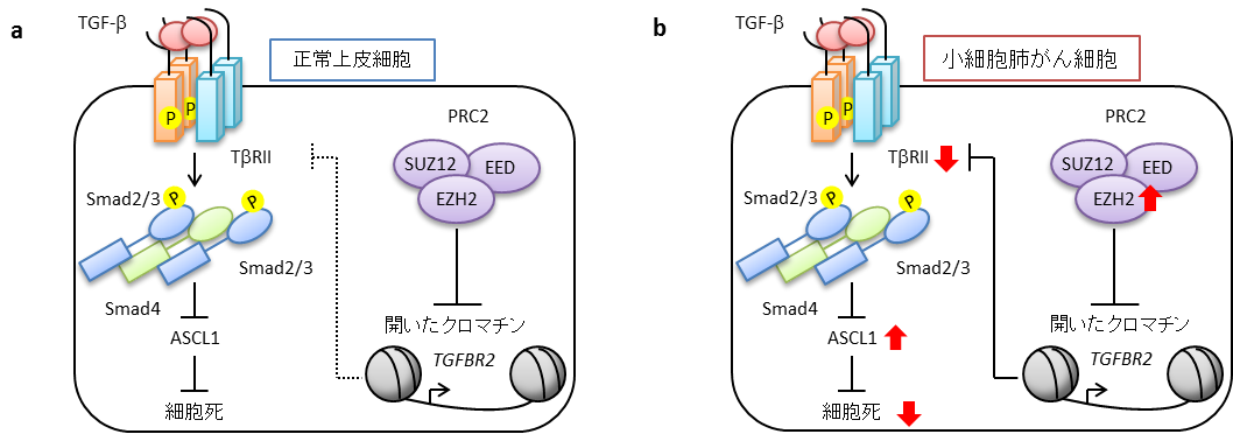 a
TGF-β
正常上皮細胞
P
P
PRC2
TβRII
SUZ12
EED
EZH2
Smad2/3
P
P
Smad2/3
Smad4
ASCL1
開いたクロマチン
TGFBR2
細胞死
b
TGF-β
小細胞肺がん細胞
P
P
PRC2
TβRII
SUZ12
EED
EZH2
Smad2/3
P
P
Smad2/3
Smad4
ASCL1
開いたクロマチン
TGFBR2
細胞死